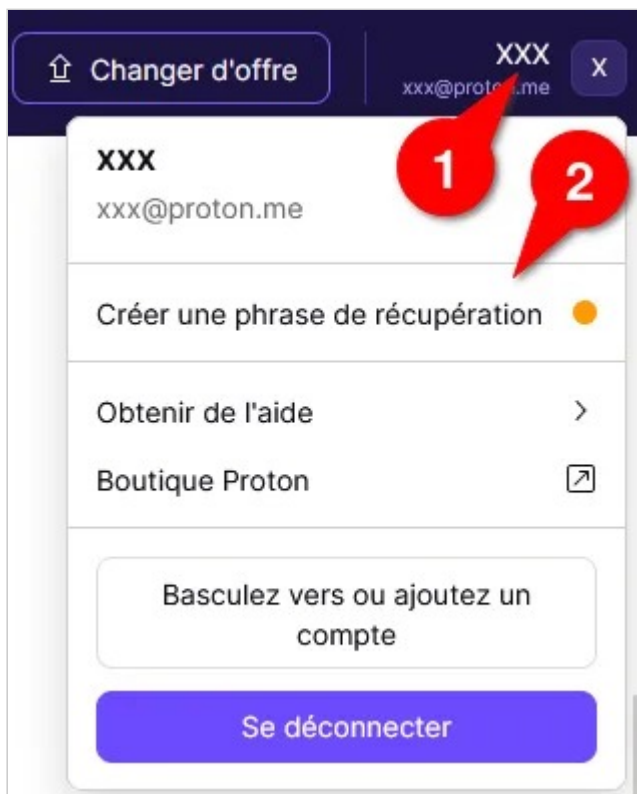 Changer d'offre
XXX
xxx@proton.me
X
1
2
XXX
xxx@proton.me
Créer une phrase de récupération
Obtenir de l'aide
Boutique Proton
Basculez vers ou ajoutez un
compte
Se déconnecter